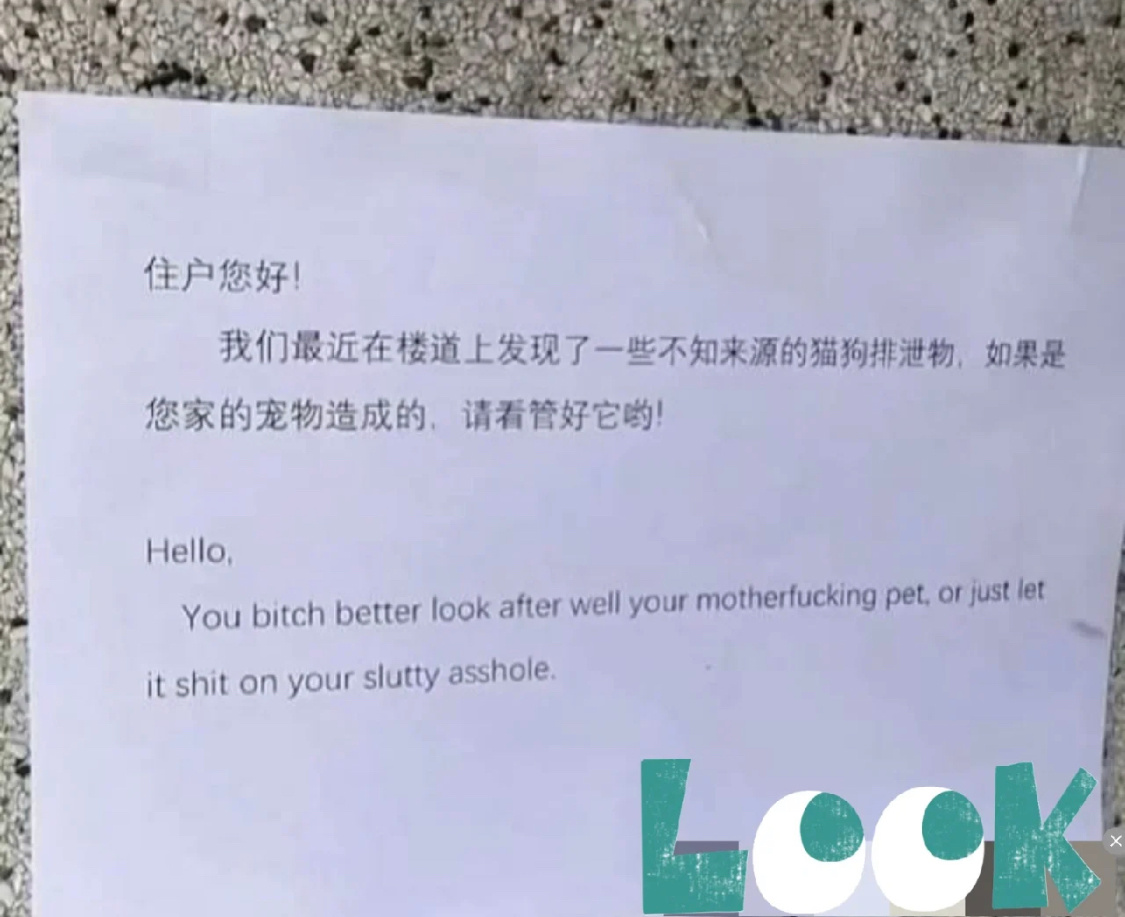 住户您好!
我们最近在楼道上发现了一些不知来源的猫狗排泄物，如果是
您家的宠物造成的，请看管好它哟!
Hello,
You bitch better look after well your motherfucking pet, or just let
it shit on your slutty asshole.
LOOK